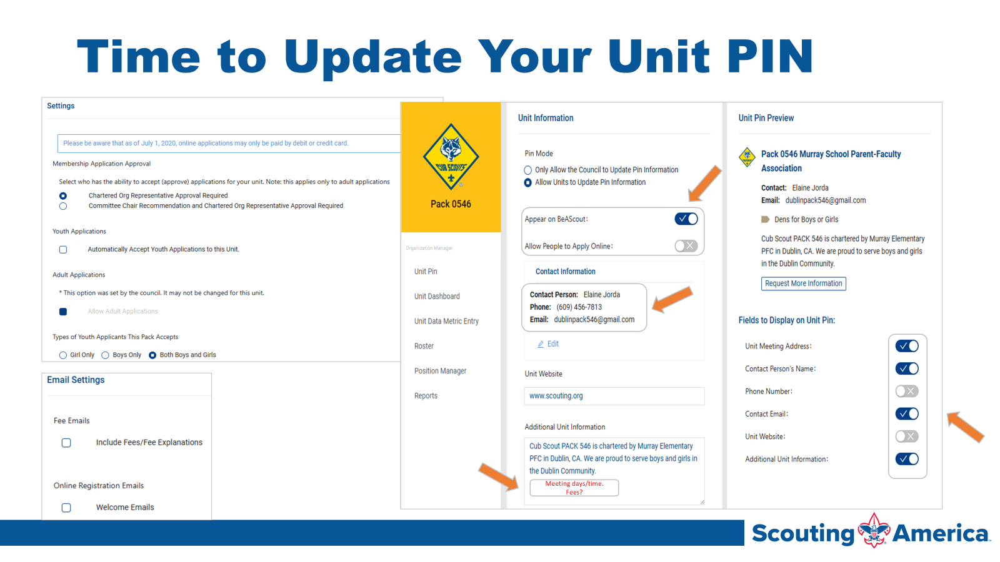 Time to Update Your Unit PIN
Settings
Please be aware that as of July 1, 2020, online applications may only be paid by debit or credit card.
Membership Application Approval
Select who has the ability to accept (approve) applications for your unit. Note: this applies only to adult applications
Chartered Org Representative Approval Required
Committee Chair Recommendation and Chartered Org Representative Approval Required
Youth Applications
Automatically Accept Youth Applications to this Unit.
Adult Applications
* This option was set by the council. It may not be changed for this unit.
Allow Adult Applications
Types of Youth Applicants This Pack Accepts
Girl Only Boys Only Both Boys and Girls
Email Settings
Fee Emails
Include Fees/Fee Explanations
Online Registration Emails
Welcome Emails
CUB SCOUTS
®
Pack 0546
Organization Manager
Unit Pin
Unit Dashboard
Unit Data Metric Entry
Roster
Position Manager
Reports
Unit Information
Pin Mode
Only Allow the Council to Update Pin Information
Allow Units to Update Pin Information
Appear on BeAScout:
Allow People to Apply Online:
Contact Information
Contact Person: Elaine Jorda
Phone: (609) 456-7813
Email: dublinpack546@gmail.com
Edit
Unit Website
www.scouting.org
Additional Unit Information
Cub Scout PACK 546 is chartered by Murray Elementary
PFC in Dublin, CA. We are proud to serve boys and girls in
the Dublin Community.
Meeting days/time.
Fees?
Unit Pin Preview
CUB SCOUTS
Pack 0546 Murray School Parent-Faculty
Association
Contact: Elaine Jorda
Email: dublinpack546@gmail.com
Dens for Boys or Girls
Cub Scout PACK 546 is chartered by Murray Elementary
PFC in Dublin, CA. We are proud to serve boys and girls
in the Dublin Community.
Request More Information
Fields to Display on Unit Pin:
Unit Meeting Address:
Contact Person's Name:
Phone Number:
Contact Email:
Unit Website:
Additional Unit Information:
Scouting America